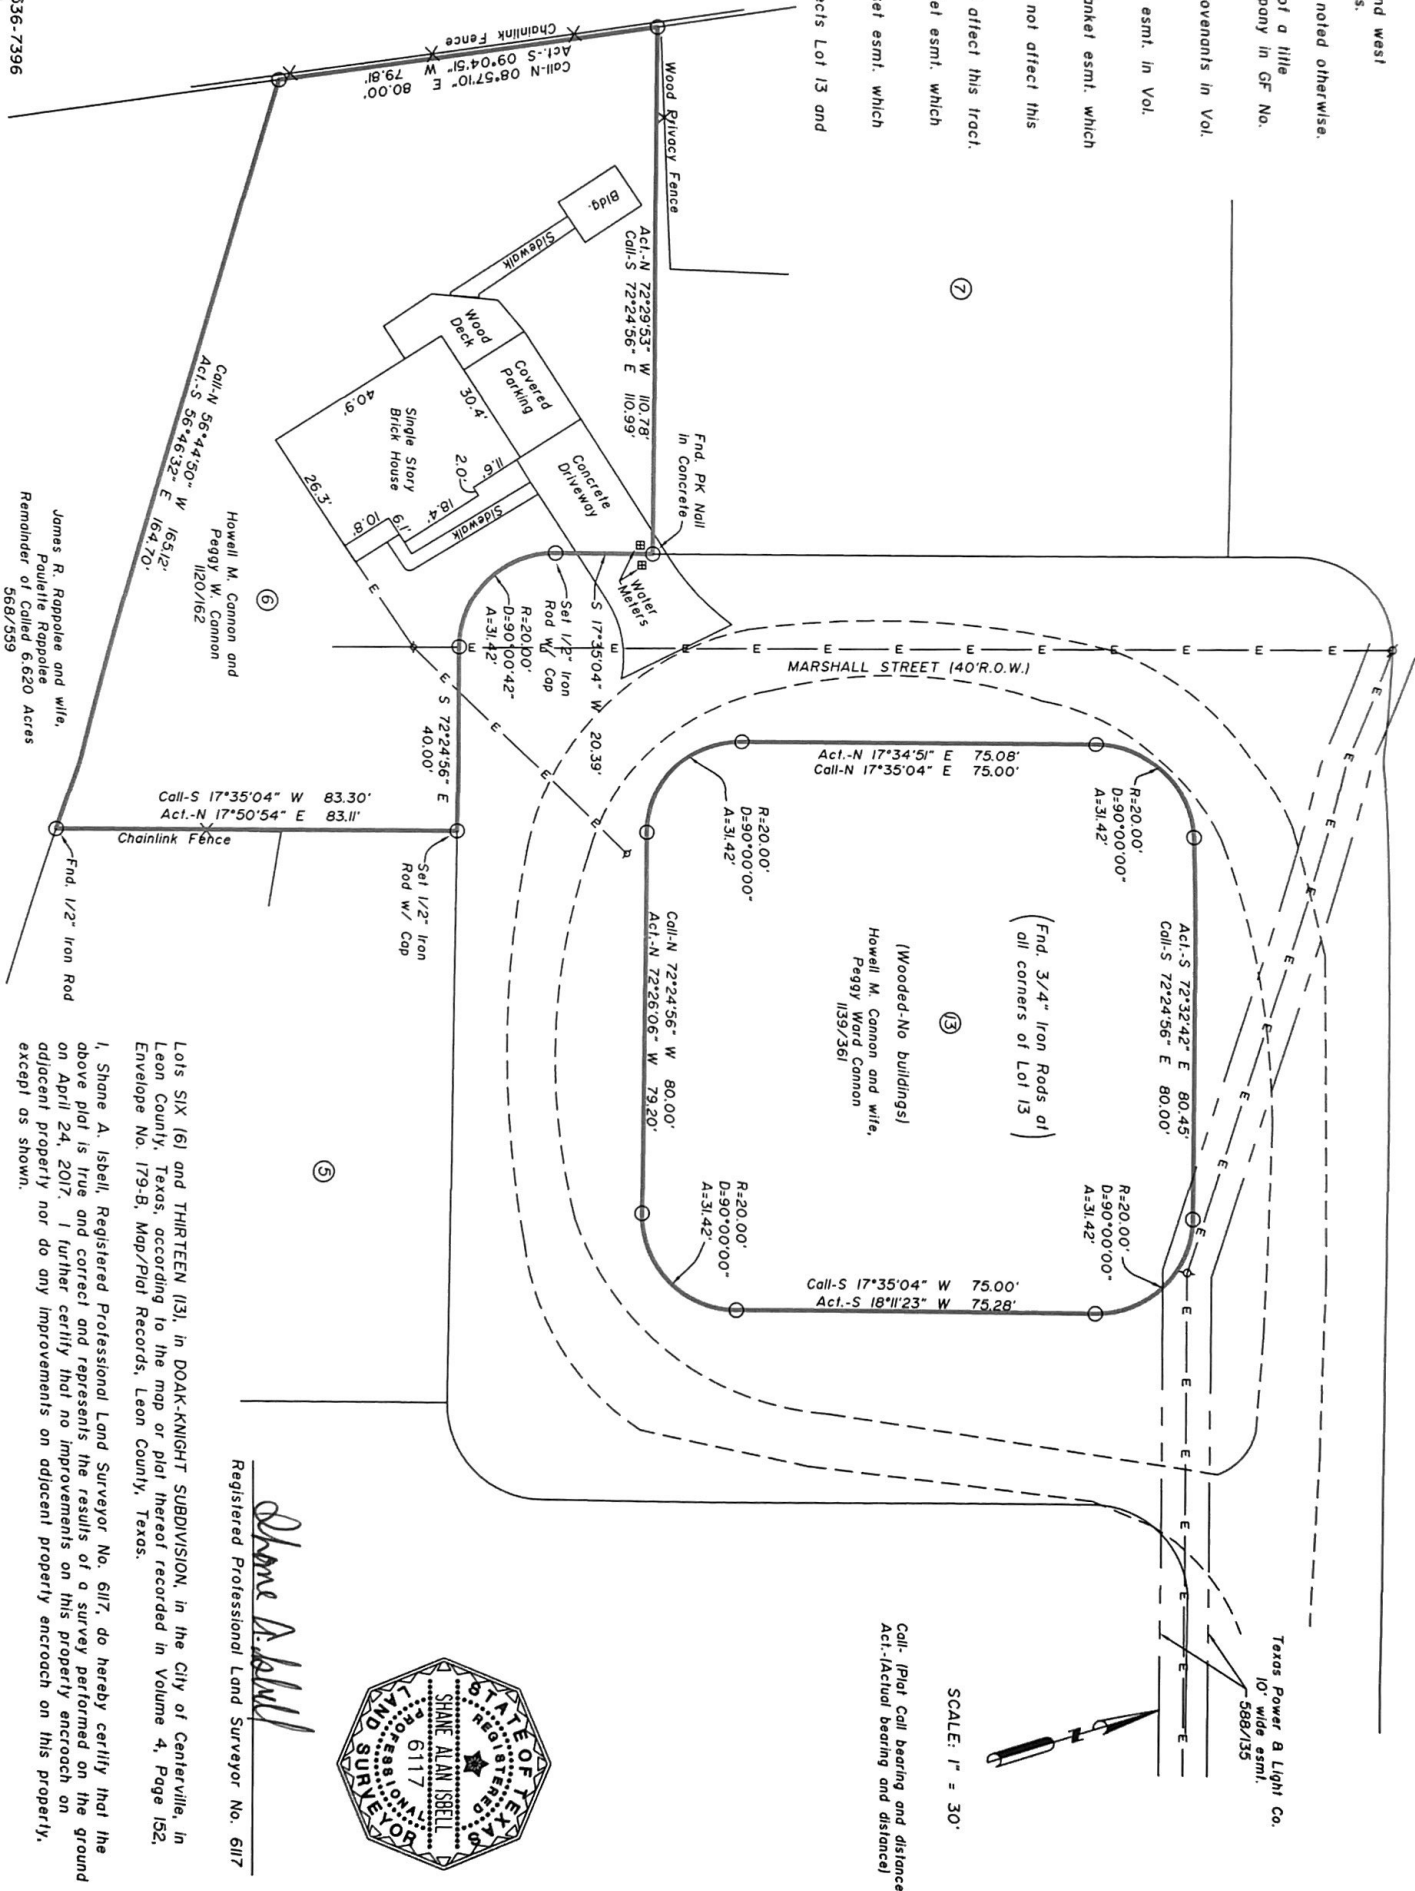 nd west
s.
noted otherwise.
of a title
pany in GF No.
ovenants in Vol.
esmt. in Vol.
anket esmt. which
not affect this
affect this tract.
et esmt. which
et esmt. which
cts Lot 13 and
636-7396
Chainlink Fence
Call-N 08°57'10" E 80.00'
Act.-S 09°04'51" W 79.81'
Wood Privacy Fence
Act.-N 72°29'53" W 110.78'
Call-S 72°24'56" E 110.99'
Fnd. PK Nail
in Concrete
⑦
Bldg.
Sidewalk
Wood
Deck
Covered
Parking
Concrete
Driveway
Water
Meters
30.4'
Single Story
Brick House
40.9'
26.3'
10.8'
6.1'
18.4'
2.0'
11.6'
Sidewalk
S 17°35'04" W 20.39'
Set 1/2" Iron
Rod w/ Cap
R=20.00'
D=90°00'42"
A=31.42'
S 72°24'56" E
40.00'
Call-N 56°44'50" W 165.12'
Act.-S 56°46'32" E 164.70'
⑥
Howell M. Cannon and
Peggy W. Cannon
1120/162
James R. Rappolee and wife,
Paulette Rappolee
Remainder of Called 6.620 Acres
568/559
Call-S 17°35'04" W 83.30'
Act.-N 17°50'54" E 83.11'
Chainlink Fence
Set 1/2" Iron
Rod w/ Cap
Fnd. 1/2" Iron Rod
MARSHALL STREET (40'R.O.W.)
E E E E E E E E E E E
Act.-N 17°34'51" E 75.08'
Call-N 17°35'04" E 75.00'
R=20.00'
D=90°00'00"
A=31.42'
R=20.00'
D=90°00'00"
A=31.42'
Act.-S 72°32'42" E 80.45'
Call-S 72°24'56" E 80.00'
(Fnd. 3/4" Iron Rods at
all corners of Lot 13)
⑬
(Wooded-No buildings)
Howell M. Cannon and wife,
Peggy Ward Cannon
1139/361
Call-N 72°24'56" W 80.00'
Act.-N 72°26'06" W 79.20'
R=20.00'
D=90°00'00"
A=31.42'
R=20.00'
D=90°00'00"
A=31.42'
Call-S 17°35'04" W 75.00'
Act.-S 18°11'23" W 75.28'
⑤
Texas Power & Light Co.
10' wide esmt.
588/135
N
SCALE: 1" = 30'
Call- (Plat Call bearing and distance
Act.-(Actual bearing and distance)
Lots SIX (6) and THIRTEEN (13), in DOAK-KNIGHT SUBDIVISION, in the City of Centerville, in
Leon County, Texas, according to the map or plat thereof recorded in Volume 4, Page 152,
Envelope No. 179-B, Map/Plat Records, Leon County, Texas.
I, Shane A. Isbell, Registered Professional Land Surveyor No. 6117, do hereby certify that the
above plat is true and correct and represents the results of a survey performed on the ground
on April 24, 2017. I further certify that no improvements on this property encroach on
adjacent property nor do any improvements on adjacent property encroach on this property,
except as shown.
Shane A. Isbell
Registered Professional Land Surveyor No. 6117
STATE OF TEXAS
REGISTERED
SHANE ALAN ISBELL
6117
PROFESSIONAL
LAND SURVEYOR